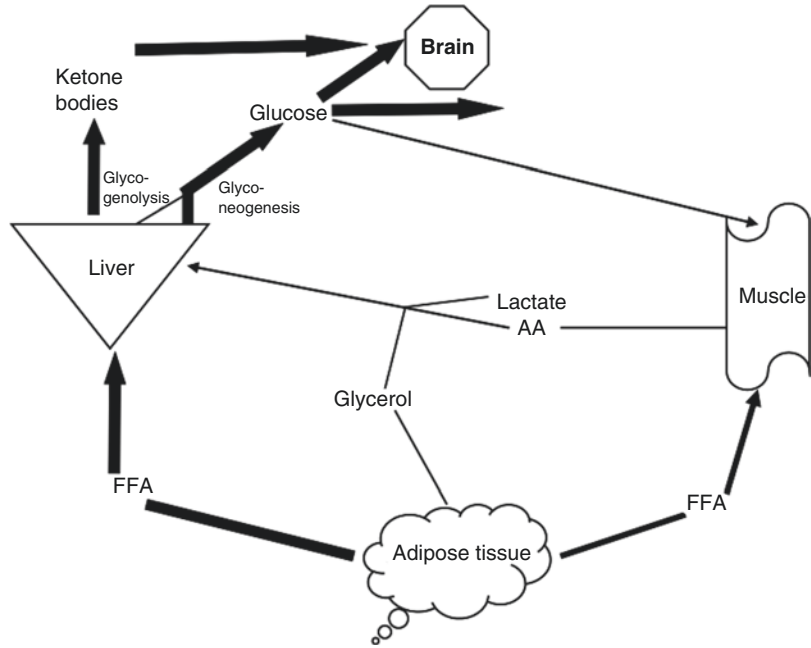 Brain
Ketone
bodies
Glucose
Glyco-
genolysis
Glyco-
neogenesis
Liver
Lactate
AA
Muscle
Glycerol
FFA
FFA
Adipose tissue